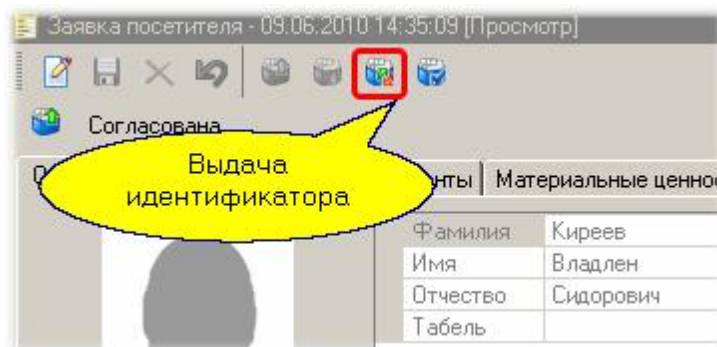 Заявка посетителя - 09.06.2010 14:35:09 [Просмотр]
Согласована
Выдача
идентификатора
нты Материальные ценнос
Фамилия Киреев
Имя Владлен
Отчество Сидорович
Табель